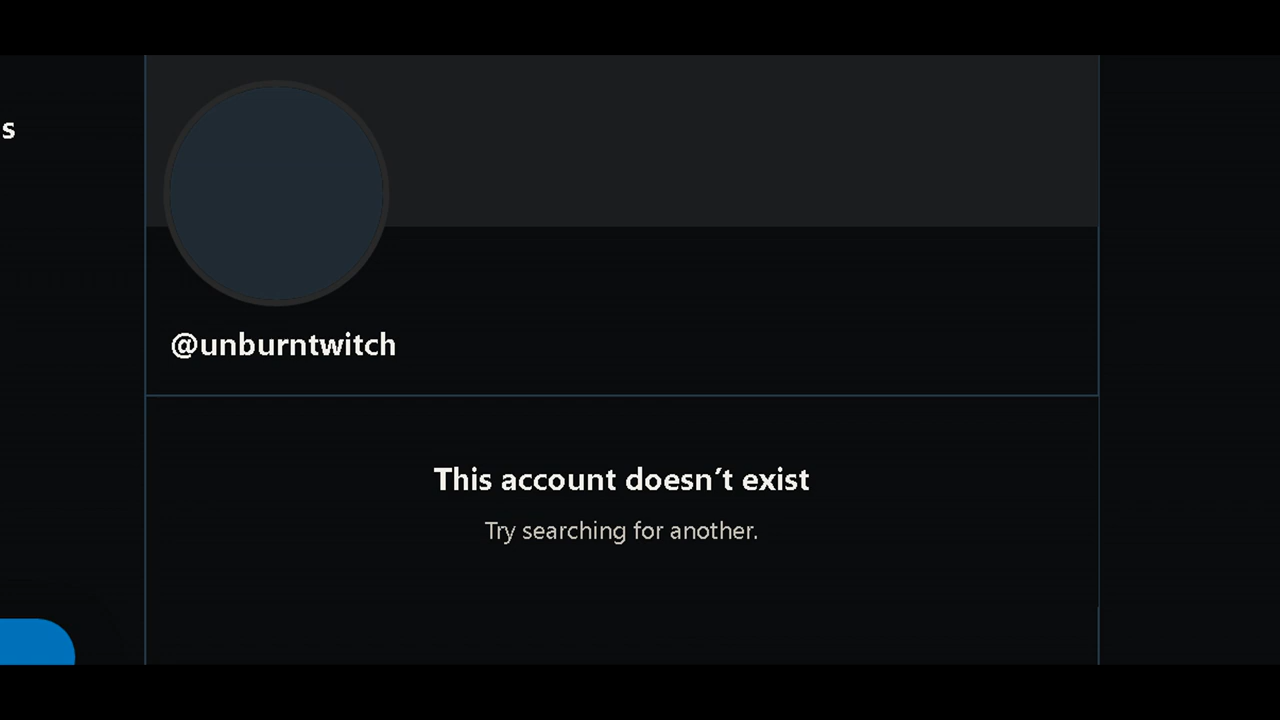 s
@unburntwitch
This account doesn’t exist
Try searching for another.